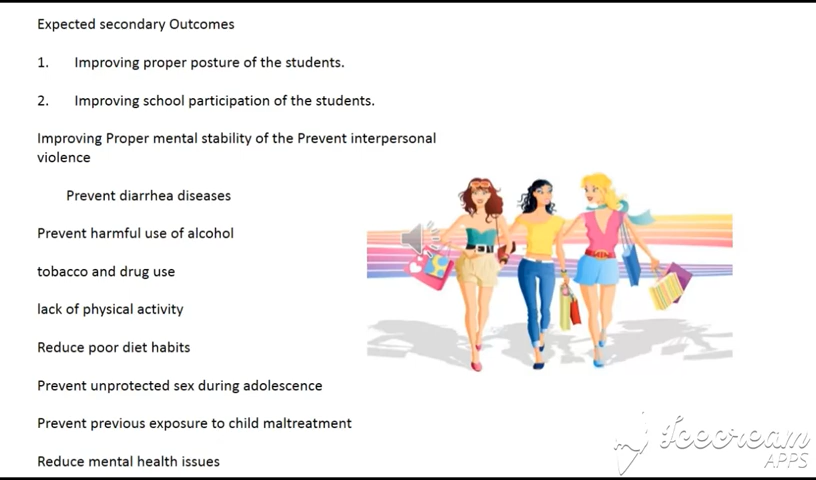 Expected secondary Outcomes
1. Improving proper posture of the students.
2. Improving school participation of the students.
Improving Proper mental stability of the Prevent interpersonal
violence
Prevent diarrhea diseases
Prevent harmful use of alcohol
tobacco and drug use
lack of physical activity
Reduce poor diet habits
Prevent unprotected sex during adolescence
Prevent previous exposure to child maltreatment
Reduce mental health issues
Icecream
APPS